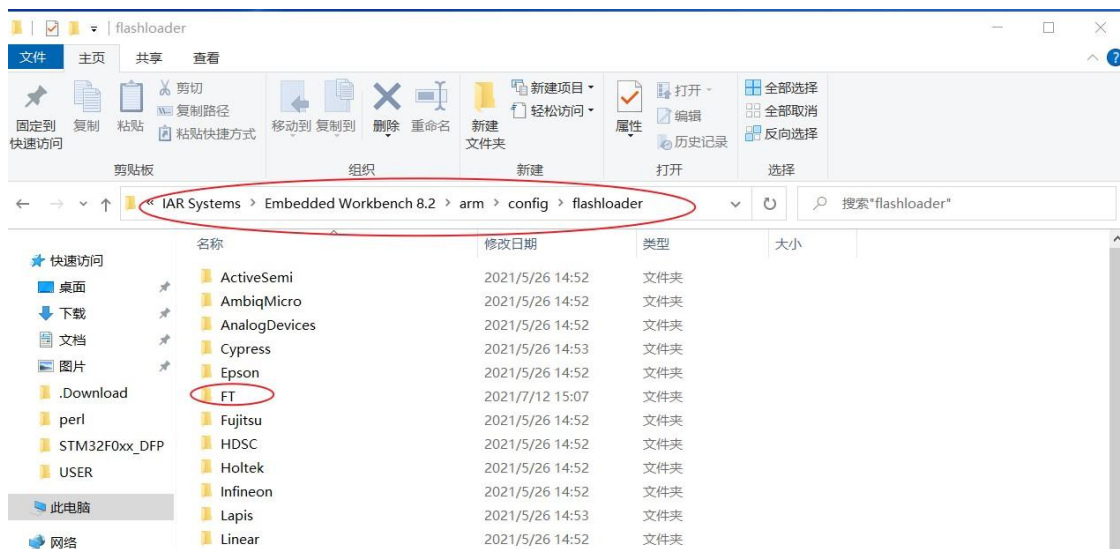 flashloader
文件 主页 共享 查看
固定到
快速访问
复制
粘贴
剪切
复制路径
粘贴快捷方式
剪贴板
移动到
复制到
删除
重命名
组织
新建
文件夹
新建项目
轻松访问
新建
属性
打开
编辑
历史记录
打开
全部选择
全部取消
反向选择
选择
« IAR Systems > Embedded Workbench 8.2 > arm > config > flashloader
搜索"flashloader"
快速访问
桌面
下载
文档
图片
.Download
perl
STM32F0xx_DFP
USER
此电脑
网络
名称 修改日期 类型 大小
ActiveSemi 2021/5/26 14:52 文件夹
AmbiqMicro 2021/5/26 14:52 文件夹
AnalogDevices 2021/5/26 14:52 文件夹
Cypress 2021/5/26 14:53 文件夹
Epson 2021/5/26 14:52 文件夹
FT 2021/7/12 15:07 文件夹
Fujitsu 2021/5/26 14:52 文件夹
HDSC 2021/5/26 14:52 文件夹
Holtek 2021/5/26 14:52 文件夹
Infineon 2021/5/26 14:52 文件夹
Lapis 2021/5/26 14:53 文件夹
Linear 2021/5/26 14:52 文件夹